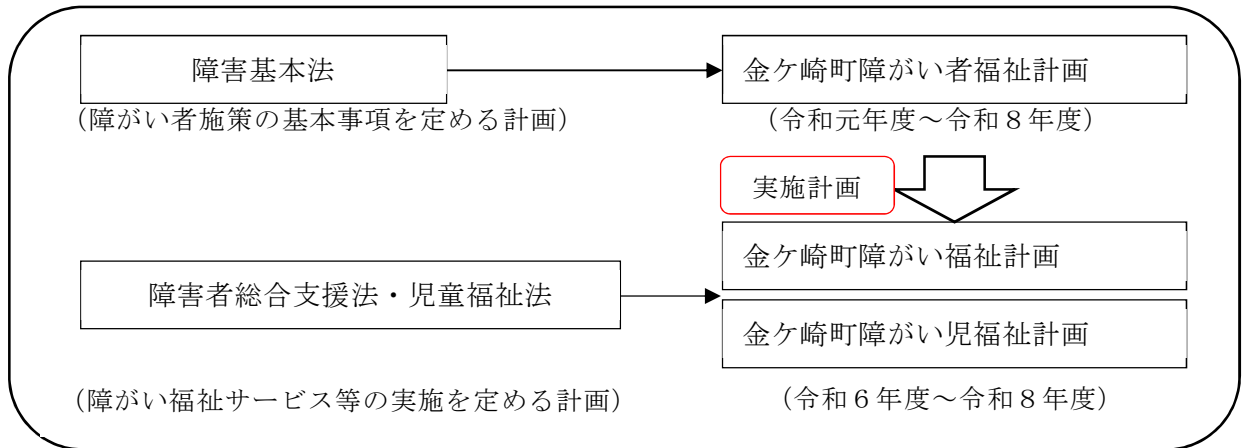 障害基本法
金ケ崎町障がい者福祉計画
（障がい者施策の基本事項を定める計画）
（令和元年度～令和８年度）
実施計画
金ケ崎町障がい福祉計画
障害者総合支援法・児童福祉法
金ケ崎町障がい児福祉計画
（障がい福祉サービス等の実施を定める計画）
（令和６年度～令和８年度）